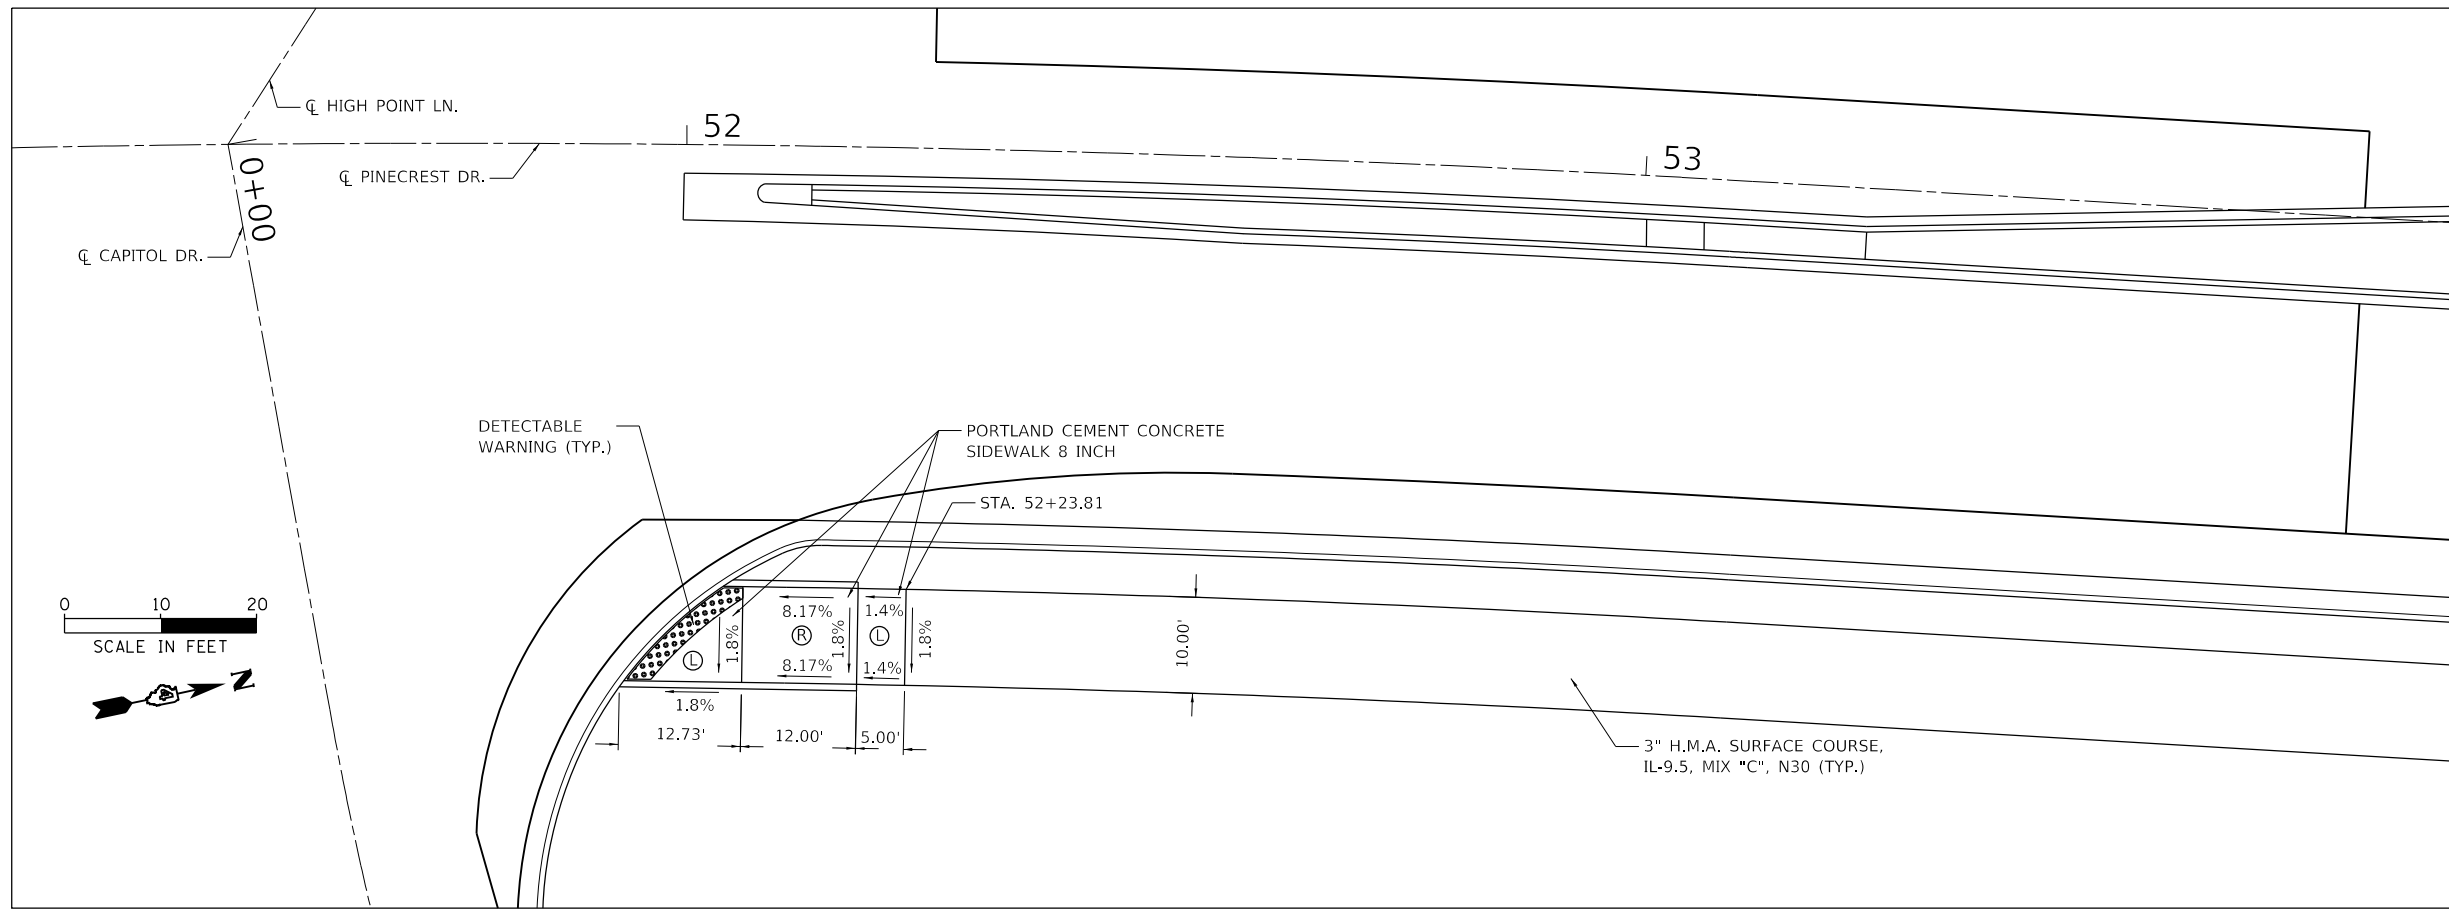 ℄ HIGH POINT LN.
52
53
0+00
℄ PINECREST DR.
℄ CAPITOL DR.
DETECTABLE
WARNING (TYP.)
PORTLAND CEMENT CONCRETE
SIDEWALK 8 INCH
STA. 52+23.81
0 10 20
SCALE IN FEET
N
8.17%
1.4%
1.8%
1.8%
1.8%
R
L
L
8.17%
1.4%
1.8%
10.00'
12.73'
12.00'
5.00'
3" H.M.A. SURFACE COURSE,
IL-9.5, MIX "C", N30 (TYP.)